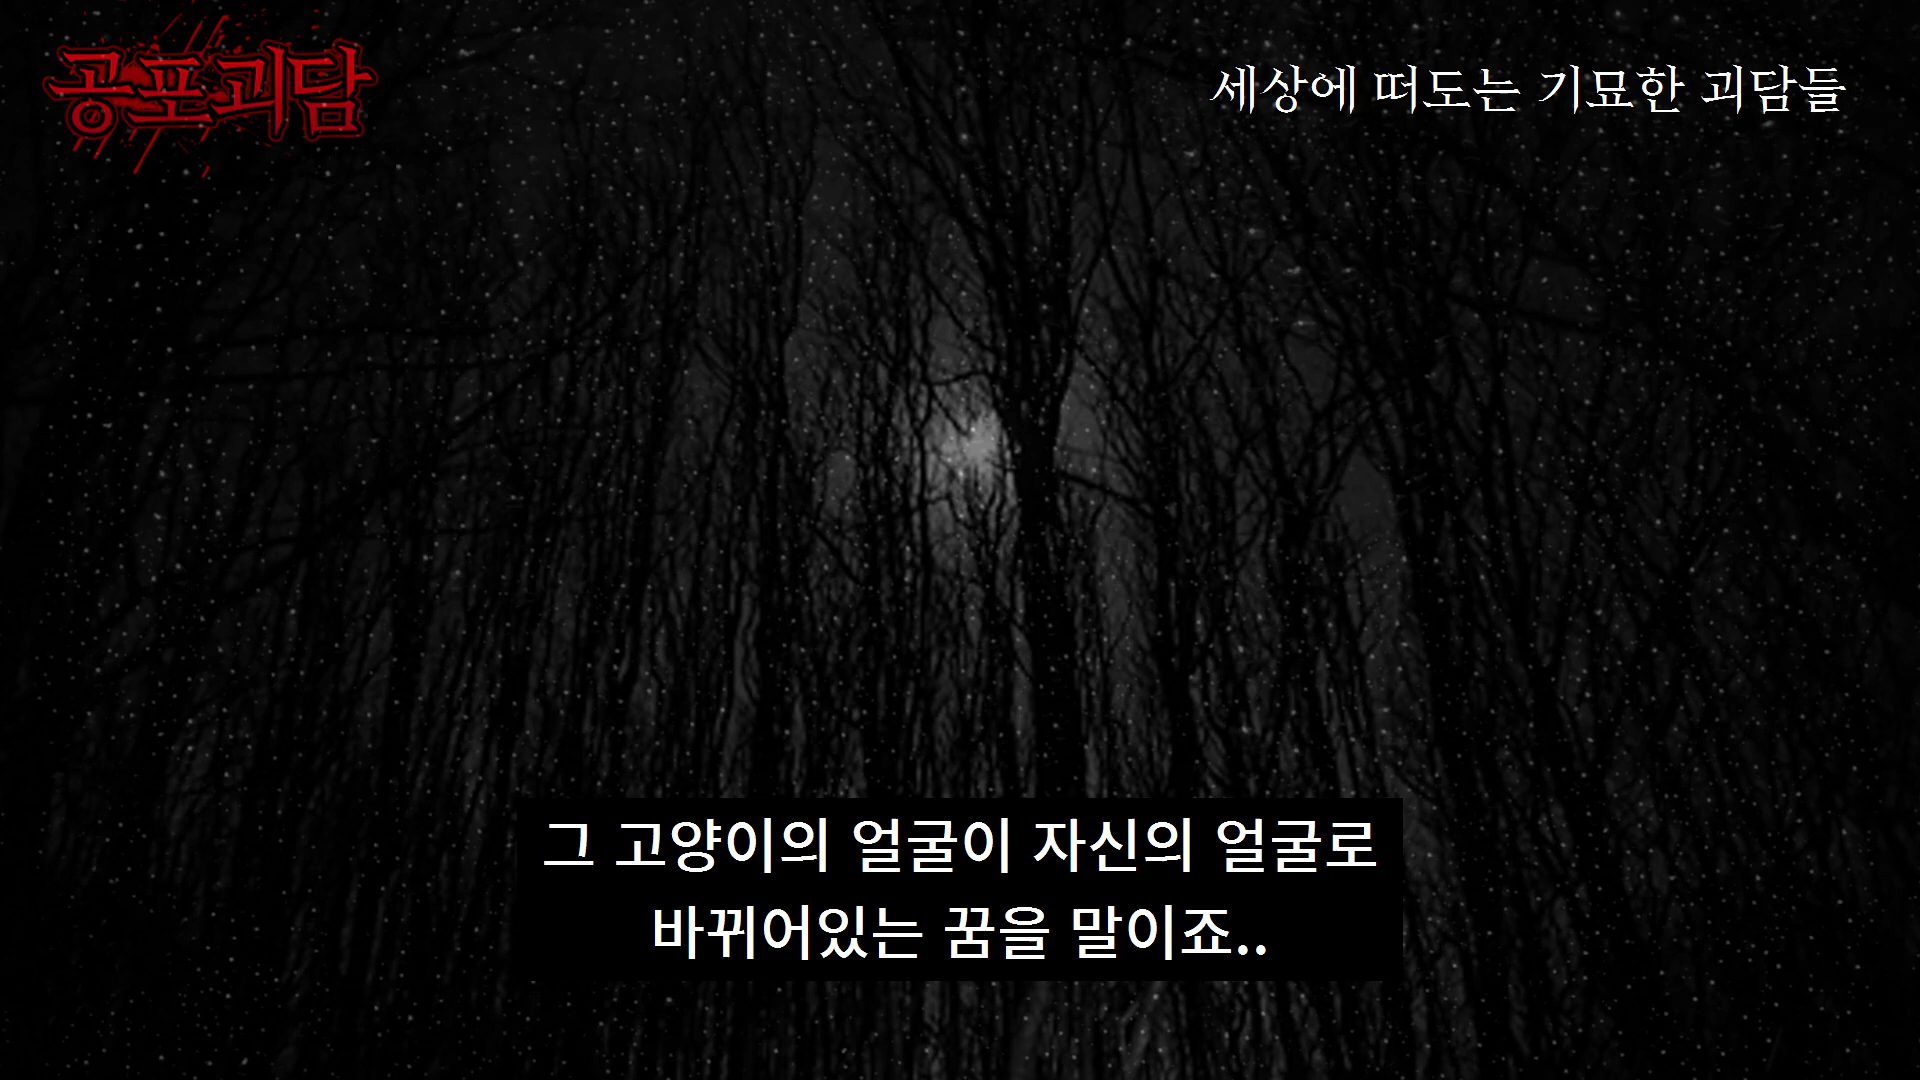 공포괴담
세상에 떠도는 기묘한 괴담들
그 고양이의 얼굴이 자신의 얼굴로
바뀌어있는 꿈을 말이죠..